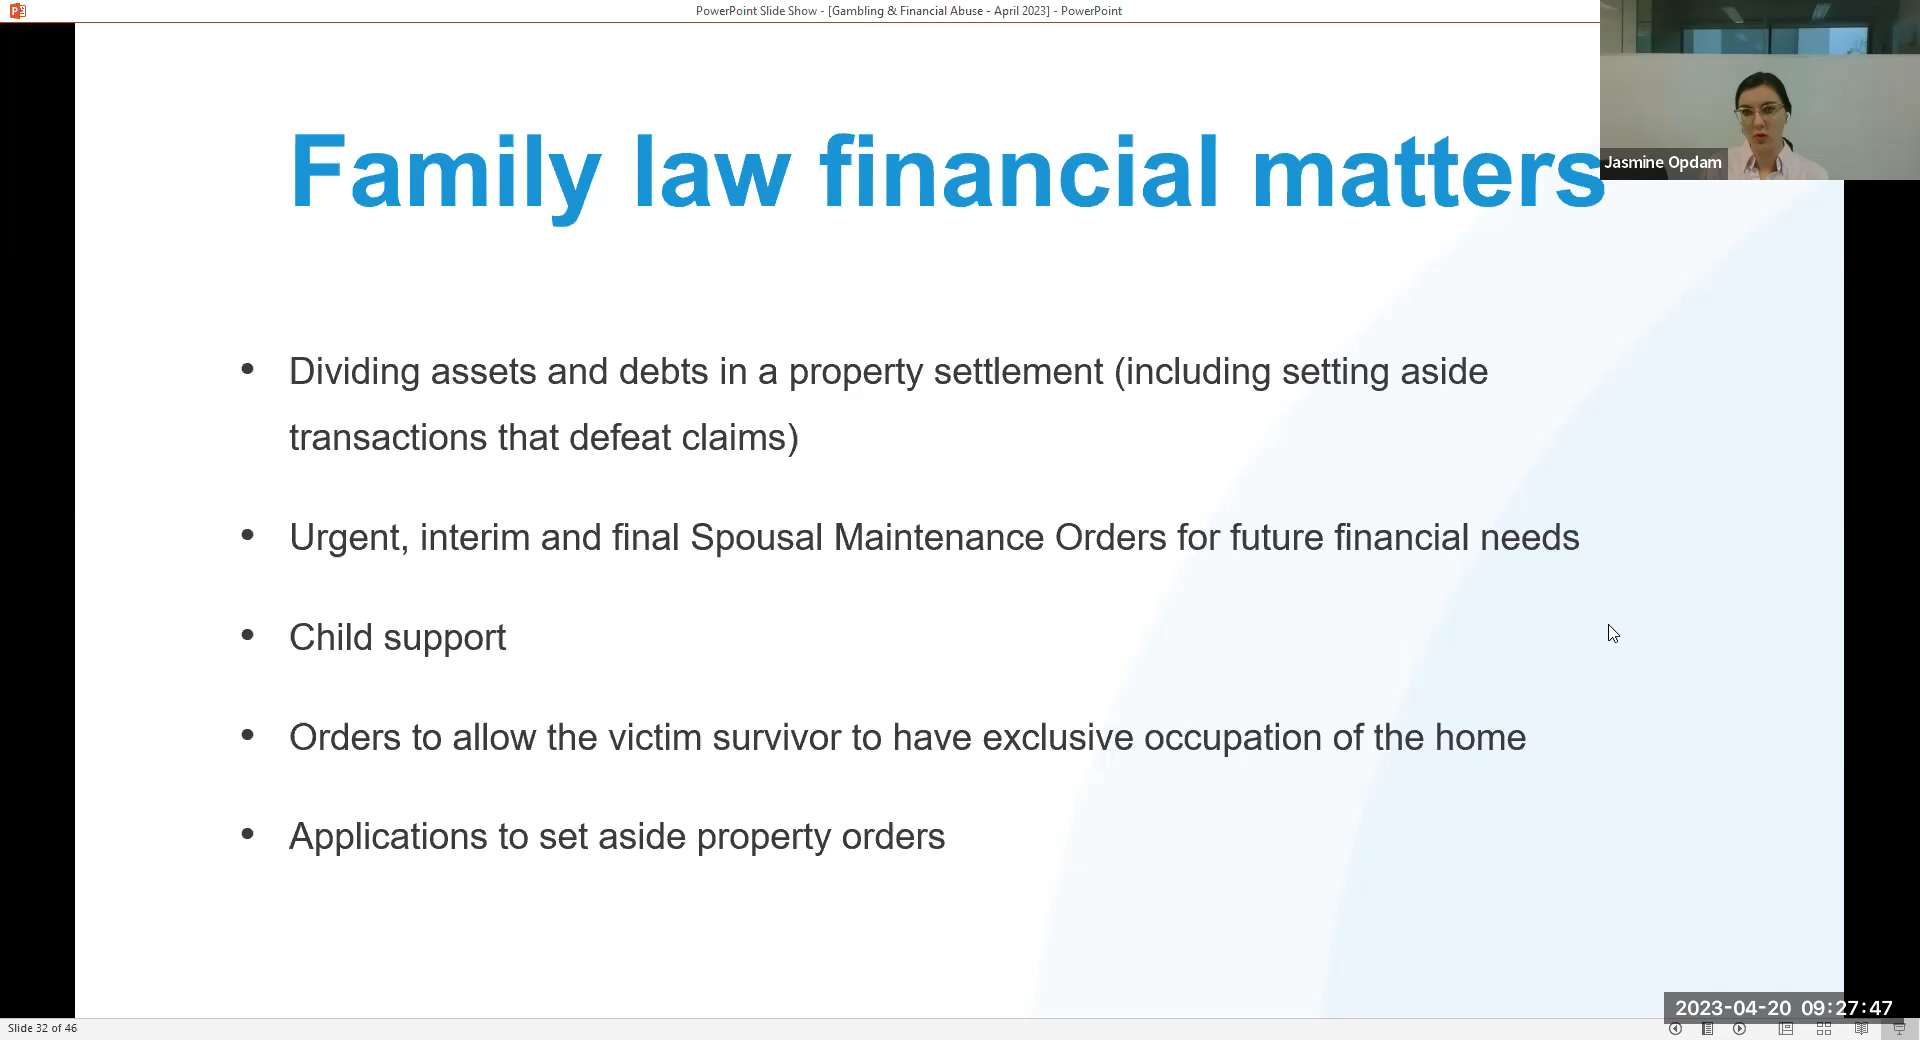 PowerPoint Slide Show - [Gambling & Financial Abuse - April 2023] - PowerPoint
Jasmine Opdam
Family law financial matters
• Dividing assets and debts in a property settlement (including setting aside
transactions that defeat claims)
• Urgent, interim and final Spousal Maintenance Orders for future financial needs
• Child support
• Orders to allow the victim survivor to have exclusive occupation of the home
• Applications to set aside property orders
2023-04-20 09:27:47
Slide 32 of 46